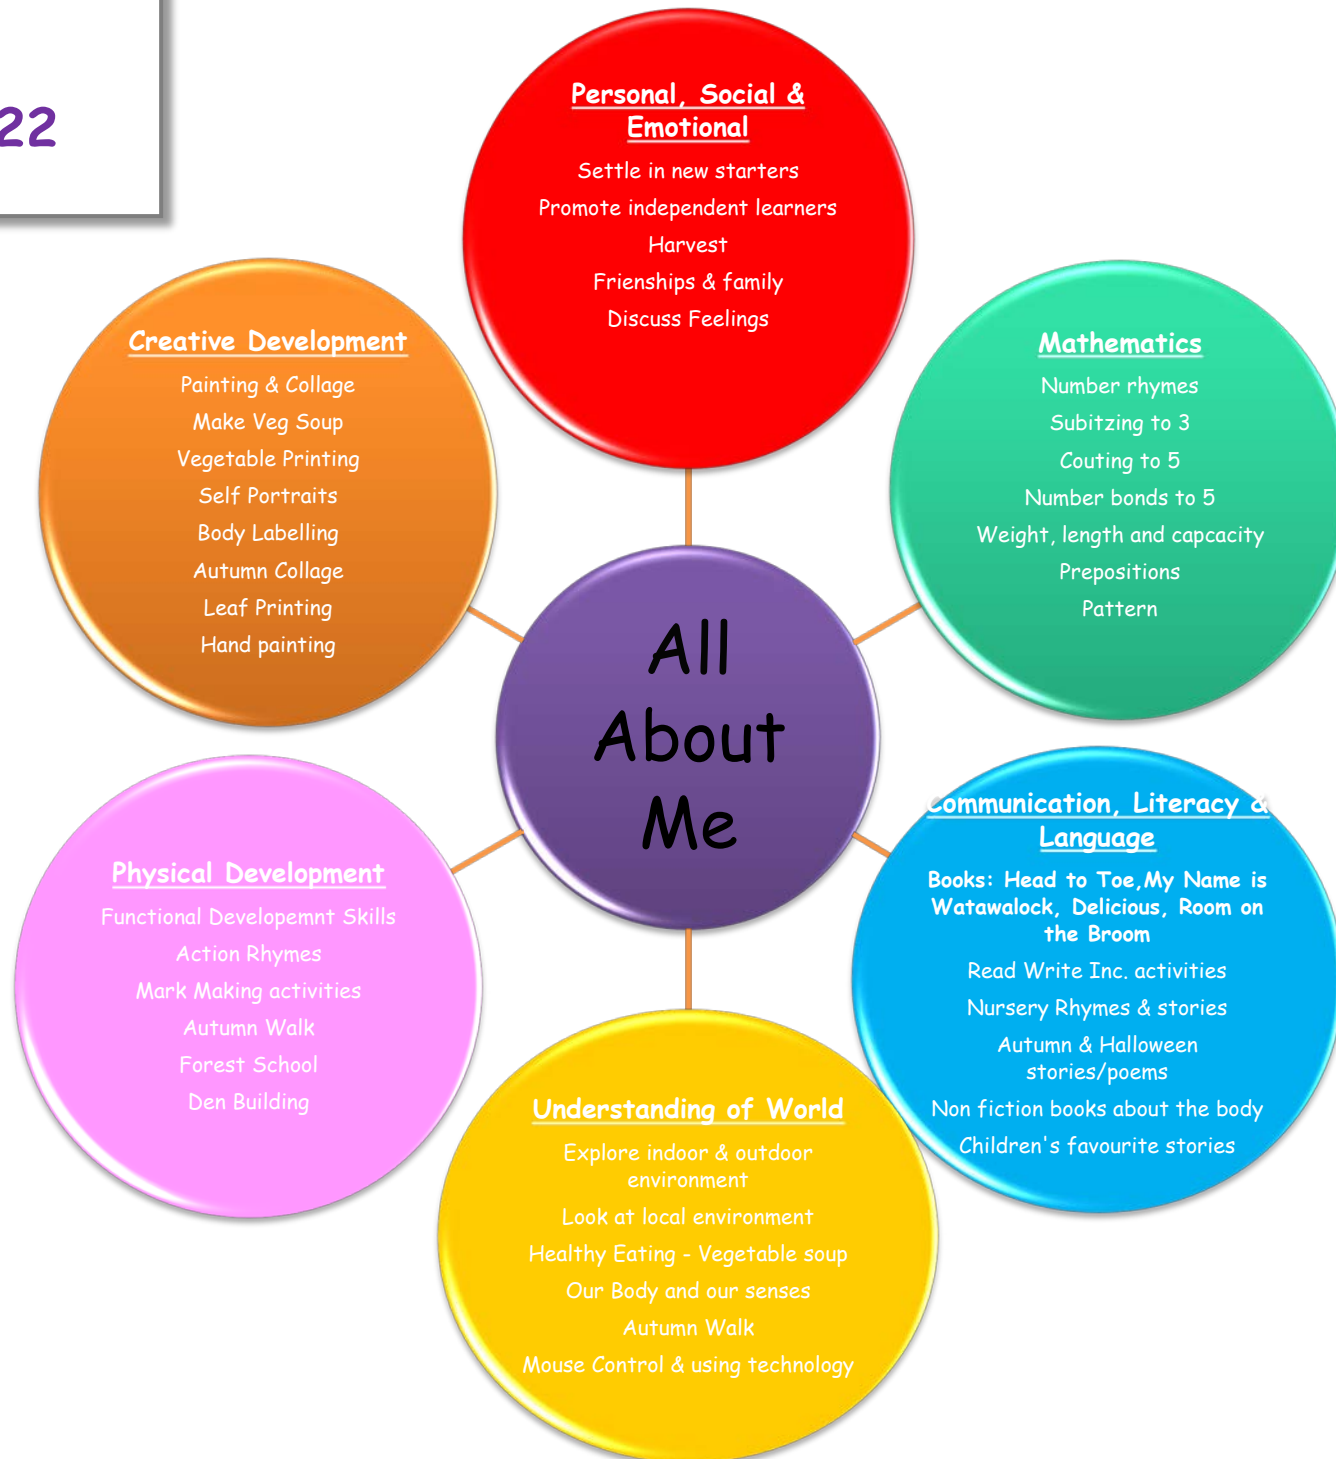 22
Personal, Social &
Emotional
Settle in new starters
Promote independent learners
Harvest
Frienships & family
Discuss Feelings
Creative Development
Painting & Collage
Make Veg Soup
Vegetable Printing
Self Portraits
Body Labelling
Autumn Collage
Leaf Printing
Hand painting
Mathematics
Number rhymes
Subitzing to 3
Couting to 5
Number bonds to 5
Weight, length and capcacity
Prepositions
Pattern
All
About
Me
Physical Development
Functional Developemnt Skills
Action Rhymes
Mark Making activities
Autumn Walk
Forest School
Den Building
Communication, Literacy &
Language
Books: Head to Toe,My Name is
Watawalock, Delicious, Room on
the Broom
Read Write Inc. activities
Nursery Rhymes & stories
Autumn & Halloween
stories/poems
Non fiction books about the body
Children's favourite stories
Understanding of World
Explore indoor & outdoor
environment
Look at local environment
Healthy Eating - Vegetable soup
Our Body and our senses
Autumn Walk
Mouse Control & using technology